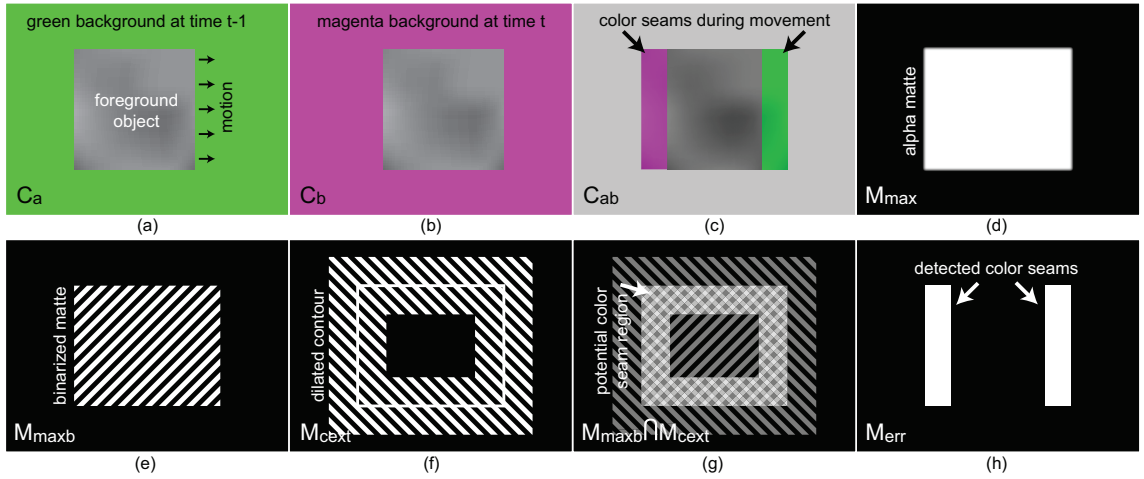 green background at time t-1
foreground
object
motion
Ca
(a)
magenta background at time t
Cb
(b)
color seams during movement
Cab
(c)
alpha matte
Mmax
(d)
binarized matte
Mmaxb
(e)
dilated contour
Mcext
(f)
potential color
seam region
Mmaxb⋂Mcext
(g)
detected color seams
Merr
(h)